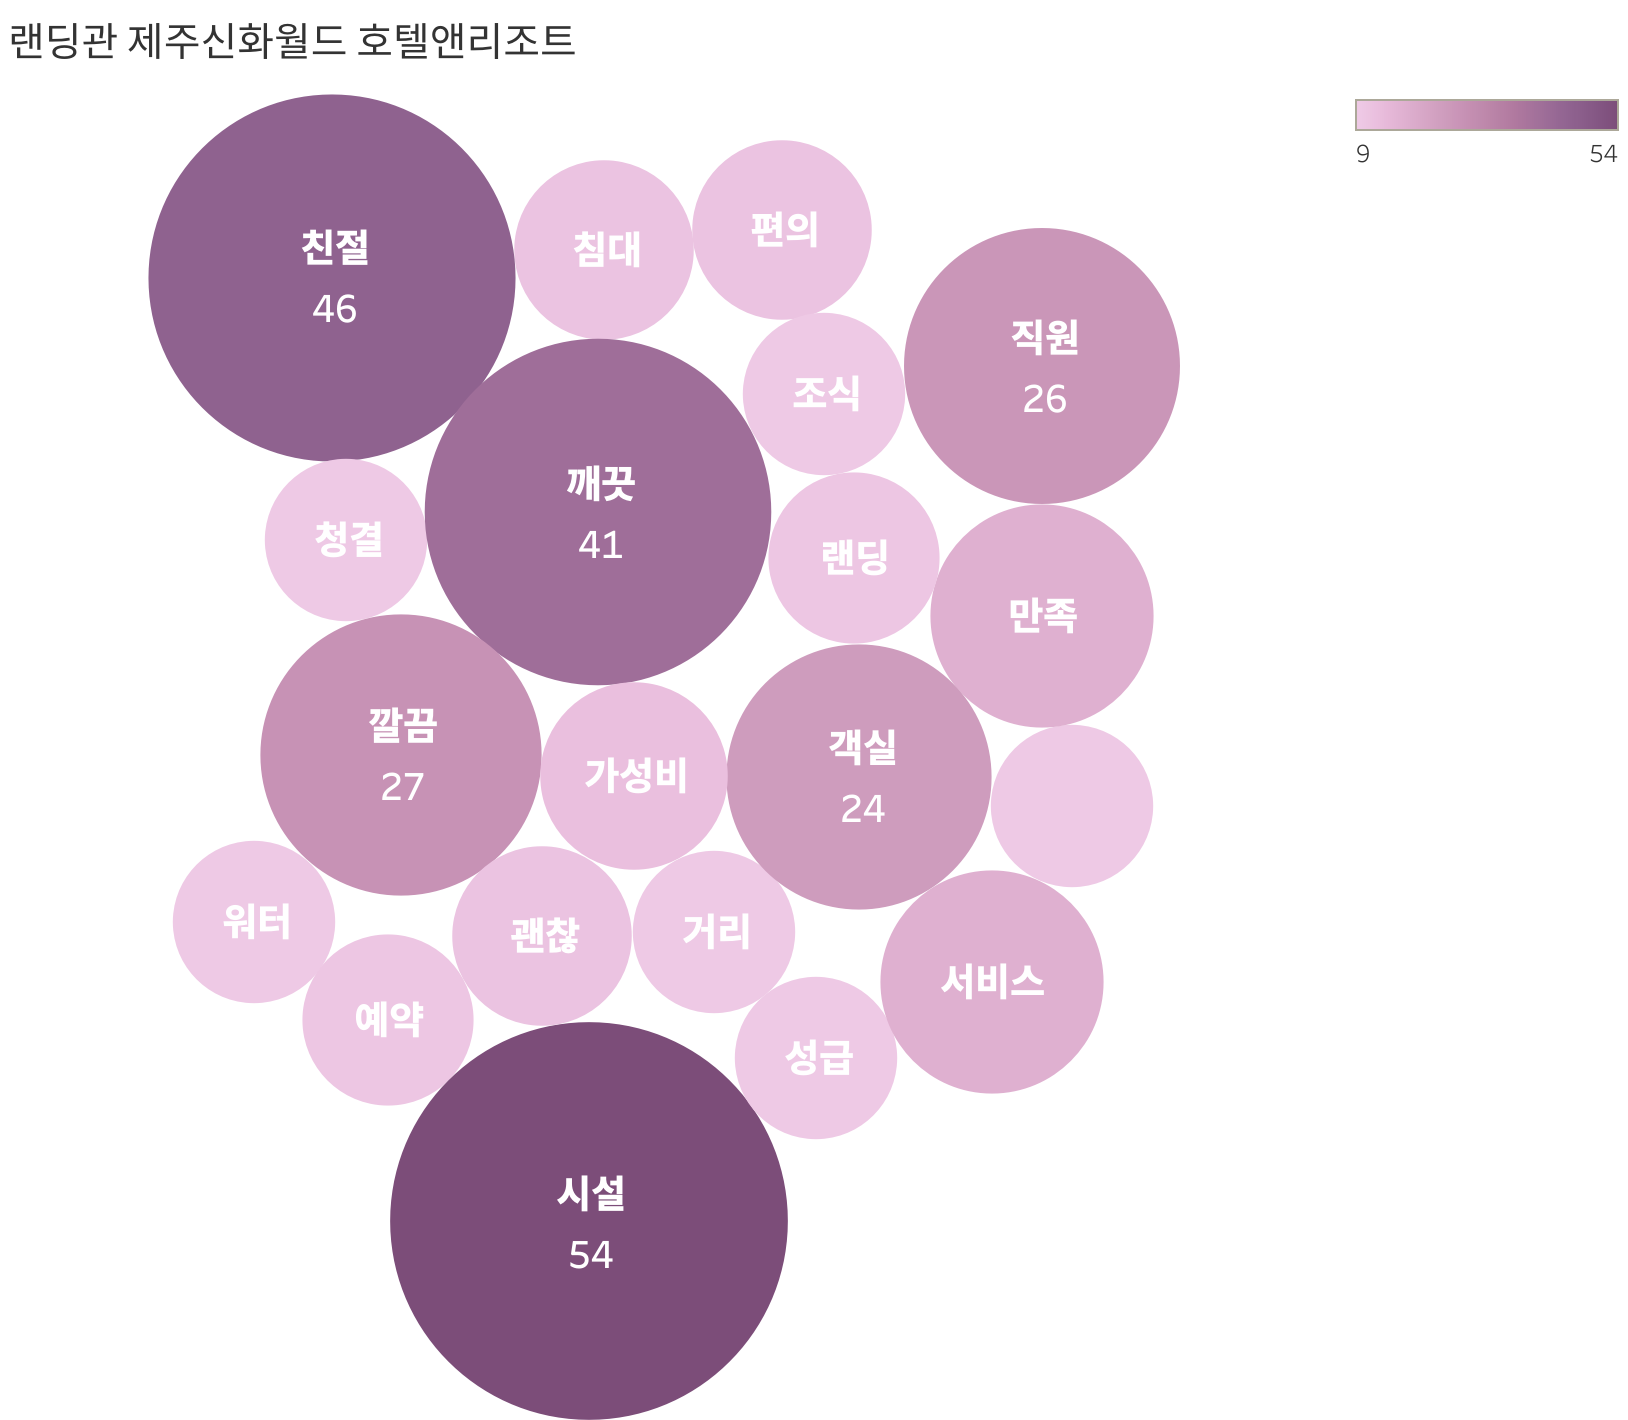 랜딩관 제주신화월드 호텔앤리조트
9 54
친절
46
침대
편의
직원
26
조식
깨끗
41
청결
랜딩
만족
깔끔
27
가성비
객실
24
워터
괜찮
거리
예약
서비스
성급
시설
54